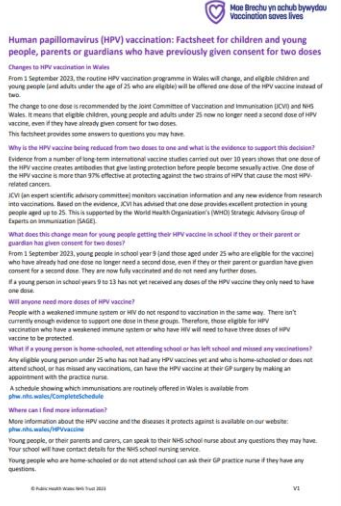 Mae Brechu yn achub bywydau
Vaccination saves lives
Human papillomavirus (HPV) vaccination: Factsheet for children and young
people, parents or guardians who have previously given consent for two doses
Changes to HPV vaccination in Wales
From 1 September 2023, the routine HPV vaccination programme in Wales will change, and eligible children and
young people (and adults under the age of 25 who are eligible) will be offered one dose of the HPV vaccine instead of
two.
The change to one dose is recommended by the Joint Committee of Vaccination and Immunisation (JCVI) and NHS
Wales. It means that eligible children, young people and adults under 25 now no longer need a second dose of HPV
vaccine, even if they have already given consent for two doses.
This factsheet provides some answers to questions you may have.
Why is the HPV vaccine being reduced from two doses to one and what is the evidence to support this decision?
Evidence from a number of long-term international vaccine studies carried out over 10 years shows that one dose of
the HPV vaccine creates antibodies that give lasting protection before people become sexually active. One dose of
the HPV vaccine is more than 97% effective at protecting against the two strains of HPV that cause the most HPV-
related cancers.
JCVI (an expert scientific advisory committee) monitors vaccination information and any new evidence from research
into vaccinations. Based on the evidence, JCVI has advised that one dose provides excellent protection in young
people aged up to 25. This is supported by the World Health Organization's (WHO) Strategic Advisory Group of
Experts on Immunization (SAGE).
What does this change mean for young people getting their HPV vaccine in school if they or their parent or
guardian has given consent for two doses?
From 1 September 2023, young people in school year 9 (and those aged under 25 who are eligible for the vaccine)
who have already had one dose no longer need a second dose, even if they or their parent or guardian have given
consent for a second dose. They are now fully vaccinated and do not need any further doses.
If a young person in school years 9 to 13 has not yet received any doses of the HPV vaccine they only need to have
one dose.
Will anyone need more doses of HPV vaccine?
People with a weakened immune system or HIV do not respond to vaccination in the same way. There isn't
currently enough evidence to support one dose in these groups. Therefore, those eligible for HPV
vaccination who have a weakened immune system or who have HIV will need to have three doses of HPV
vaccine to be protected.
What if a young person is home-schooled, not attending school or has left school and missed any vaccinations?
Any eligible young person under 25 who has not had any HPV vaccines yet and who is home-schooled or does not
attend school, or has missed any vaccinations, can have the HPV vaccine at their GP surgery by making an
appointment with the practice nurse.
A schedule showing which immunisations are routinely offered in Wales is available from
phw.nhs.wales/CompleteSchedule
Where can I find more information?
More information about the HPV vaccine and the diseases it protects against is available on our website:
phw.nhs.wales/HPVvaccine
Young people, or their parents and carers, can speak to their NHS school nurse about any questions they may have.
Your school will have contact details for the NHS school nursing service.
Young people who are home-schooled or do not attend school can ask their GP practice nurse if they have any
questions.
© Public Health Wales NHS Trust 2023
V1